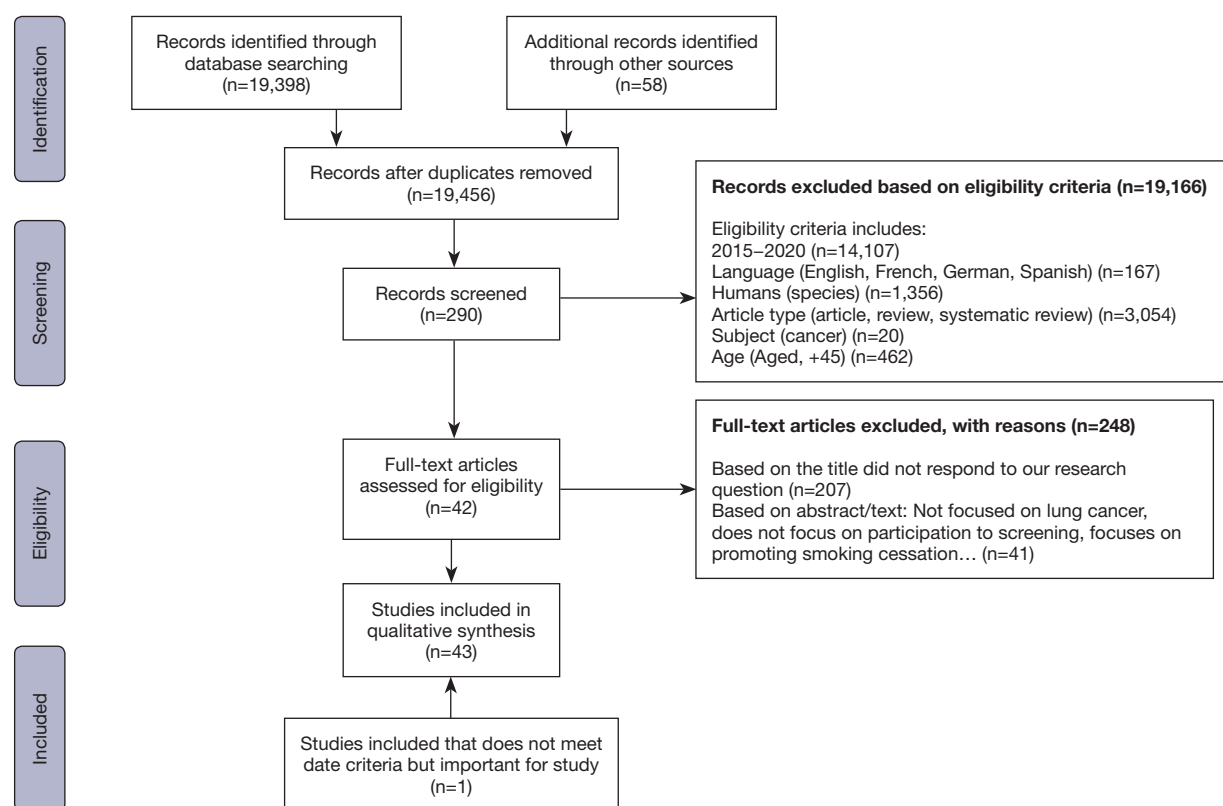 Identification
Records identified through
database searching
(n=19,398)
Additional records identified
through other sources
(n=58)
Records after duplicates removed
(n=19,456)
Screening
Records screened
(n=290)
Records excluded based on eligibility criteria (n=19,166)
Eligibility criteria includes:
2015–2020 (n=14,107)
Language (English, French, German, Spanish) (n=167)
Humans (species) (n=1,356)
Article type (article, review, systematic review) (n=3,054)
Subject (cancer) (n=20)
Age (Aged, +45) (n=462)
Eligibility
Full-text articles
assessed for eligibility
(n=42)
Full-text articles excluded, with reasons (n=248)
Based on the title did not respond to our research
question (n=207)
Based on abstract/text: Not focused on lung cancer,
does not focus on participation to screening, focuses on
promoting smoking cessation… (n=41)
Studies included in
qualitative synthesis
(n=43)
Included
Studies included that does not meet
date criteria but important for study
(n=1)